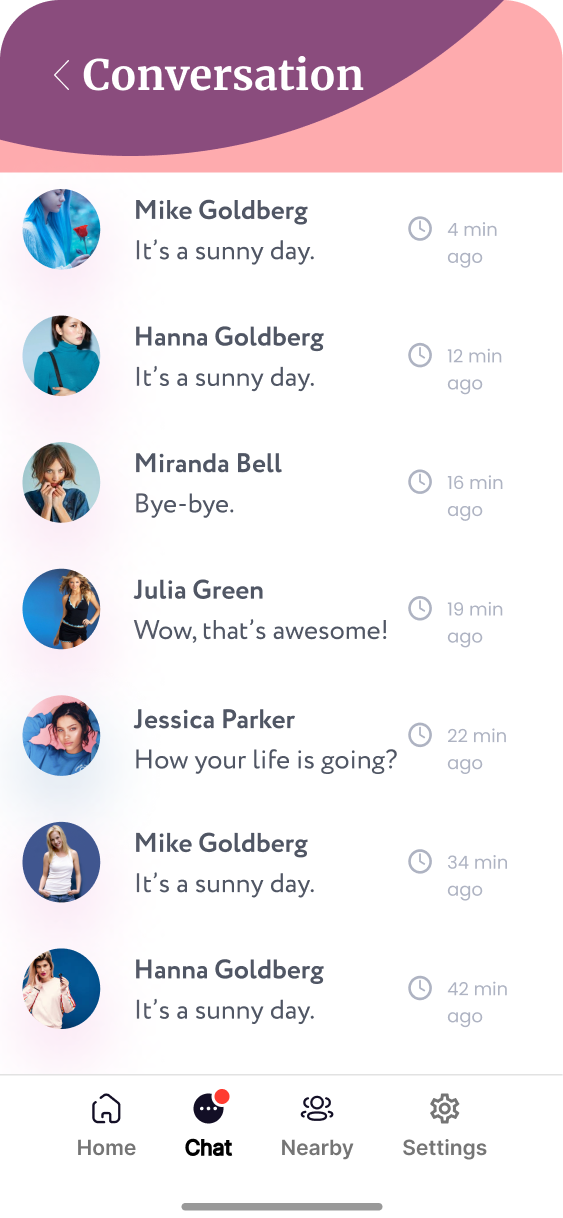 Conversation
Mike Goldberg
It’s a sunny day.
4 min
ago
Hanna Goldberg
It’s a sunny day.
12 min
ago
Miranda Bell
Bye-bye.
16 min
ago
Julia Green
Wow, that’s awesome!
19 min
ago
Jessica Parker
How your life is going?
22 min
ago
Mike Goldberg
It’s a sunny day.
34 min
ago
Hanna Goldberg
It’s a sunny day.
42 min
ago
Home
Chat
Nearby
Settings